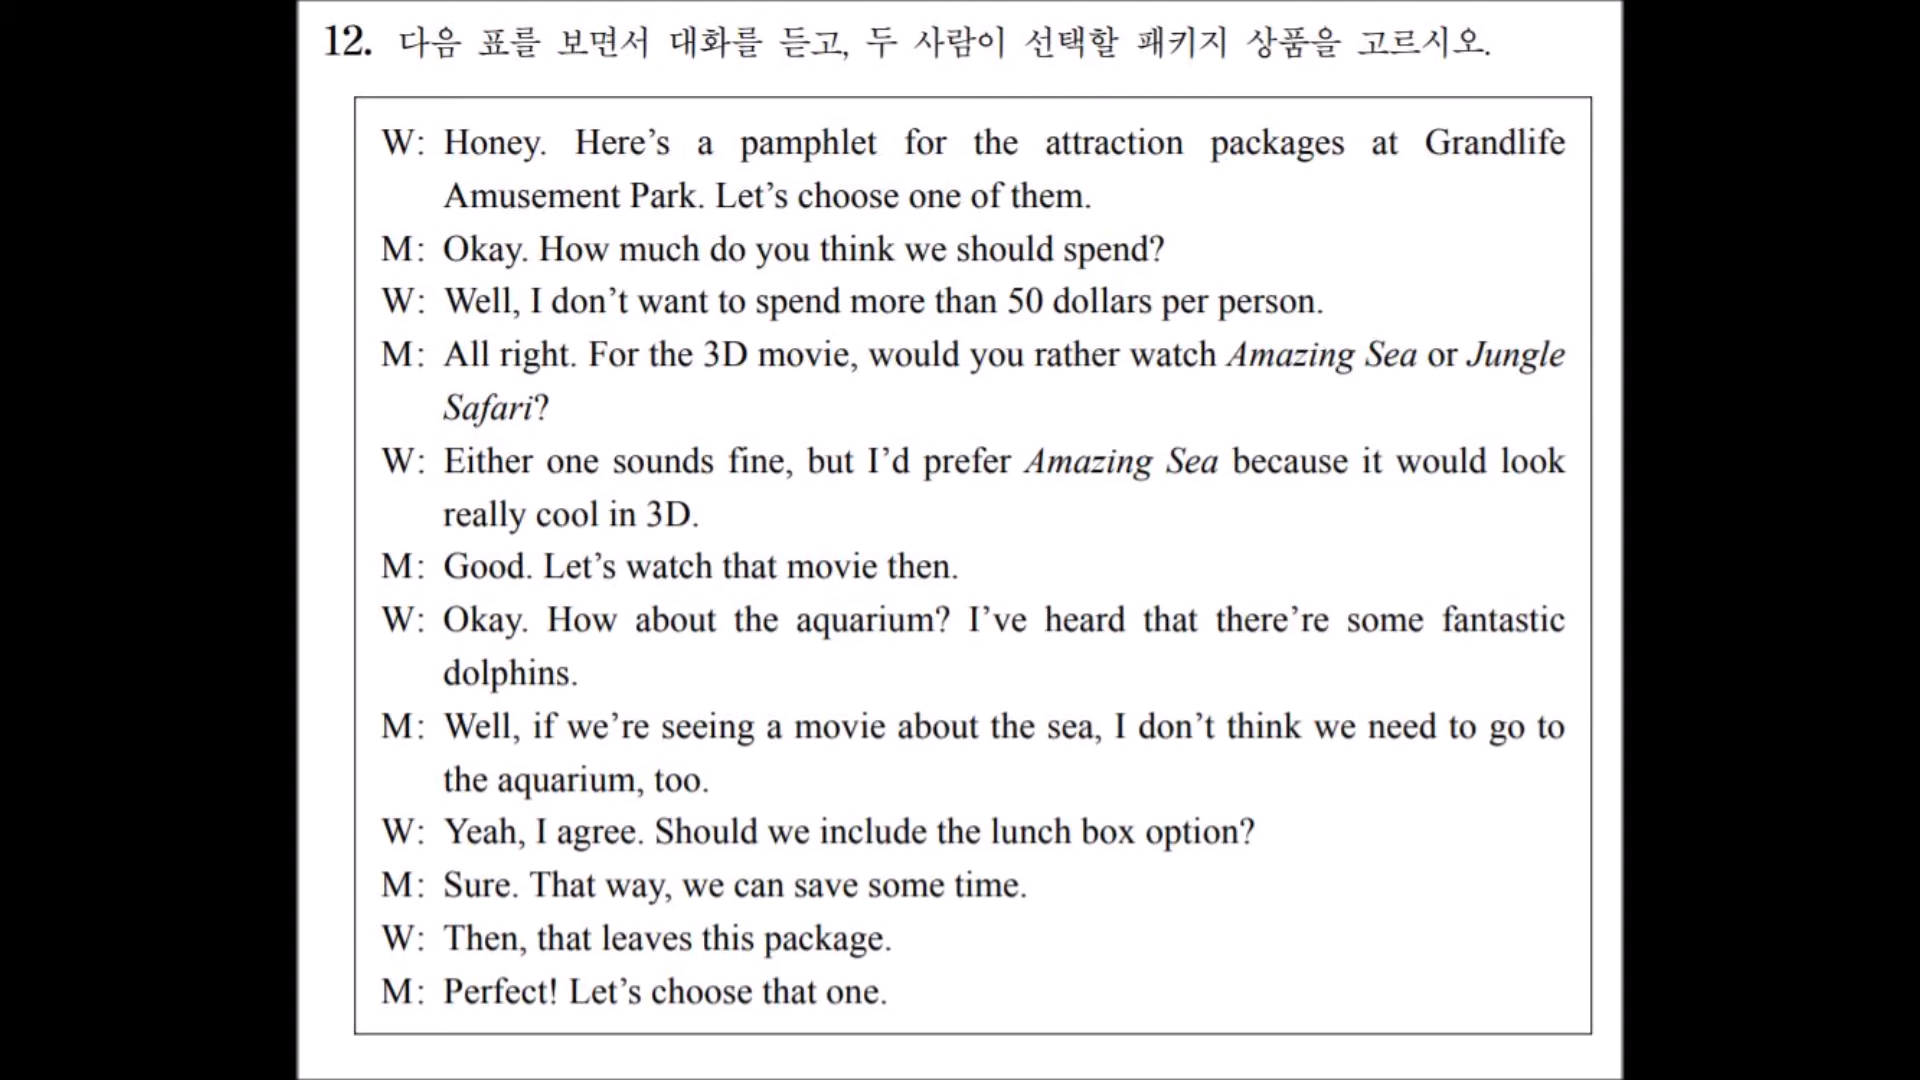 12. 다음 표를 보면서 대화를 듣고, 두 사람이 선택할 패키지 상품을 고르시오.
W: Honey. Here’s a pamphlet for the attraction packages at Grandlife
Amusement Park. Let’s choose one of them.
M: Okay. How much do you think we should spend?
W: Well, I don’t want to spend more than 50 dollars per person.
M: All right. For the 3D movie, would you rather watch Amazing Sea or Jungle
Safari?
W: Either one sounds fine, but I’d prefer Amazing Sea because it would look
really cool in 3D.
M: Good. Let’s watch that movie then.
W: Okay. How about the aquarium? I’ve heard that there’re some fantastic
dolphins.
M: Well, if we’re seeing a movie about the sea, I don’t think we need to go to
the aquarium, too.
W: Yeah, I agree. Should we include the lunch box option?
M: Sure. That way, we can save some time.
W: Then, that leaves this package.
M: Perfect! Let’s choose that one.